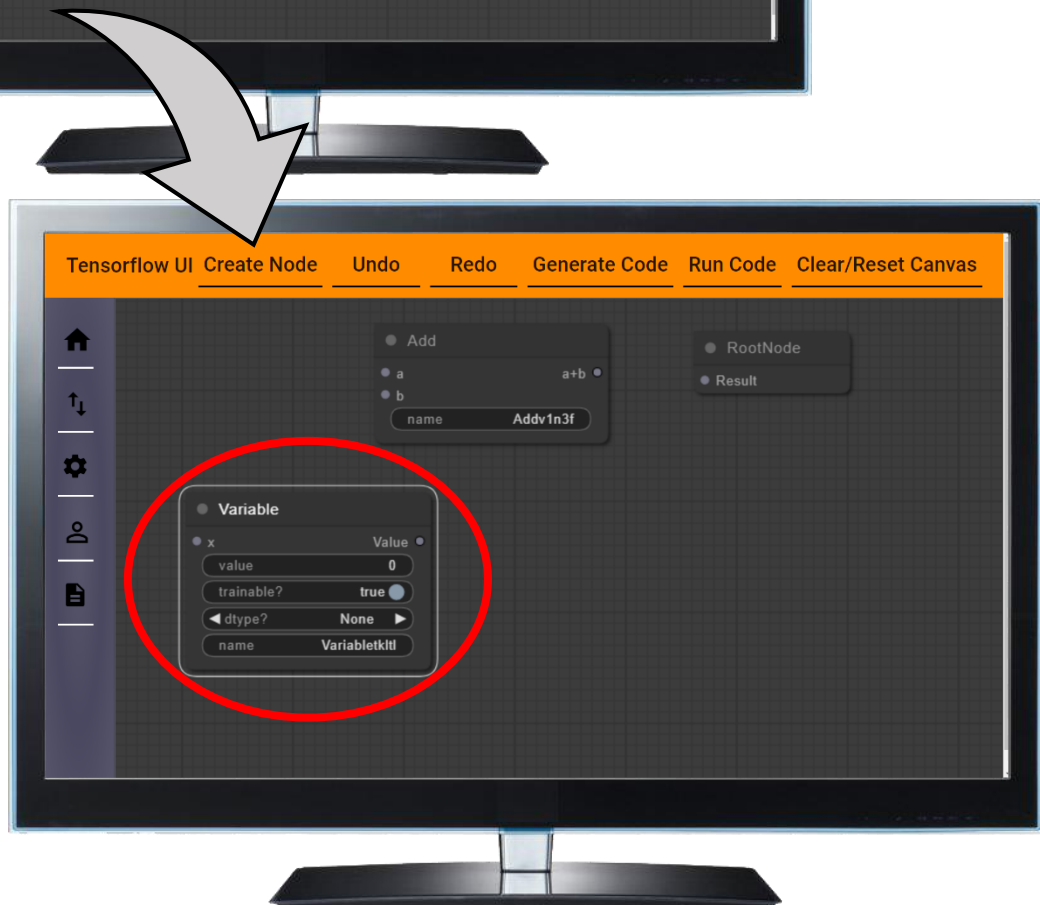 Tensorflow UI Create Node Undo Redo Generate Code Run Code Clear/Reset Canvas
Add
a a+b
b
name Addv1n3f
RootNode
Result
Variable
x Value
value 0
trainable? true
dtype? None
name Variabletkltl